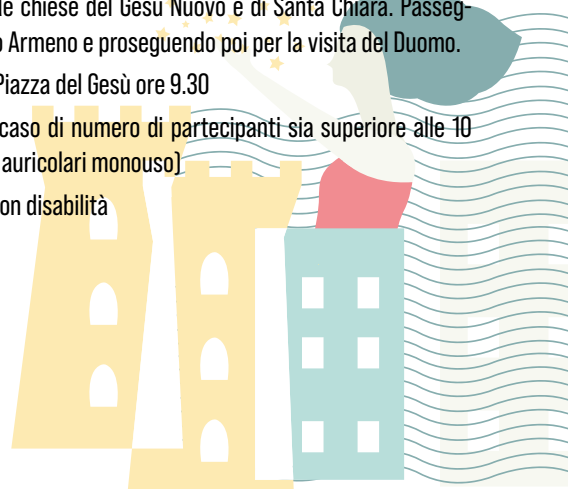 le chiese del Gesù Nuovo e di Santa Chiara. Passeg-
o Armeno e proseguendo poi per la visita del Duomo.
Piazza del Gesù ore 9.30
caso di numero di partecipanti sia superiore alle 10
auricolari monouso)
on disabilità